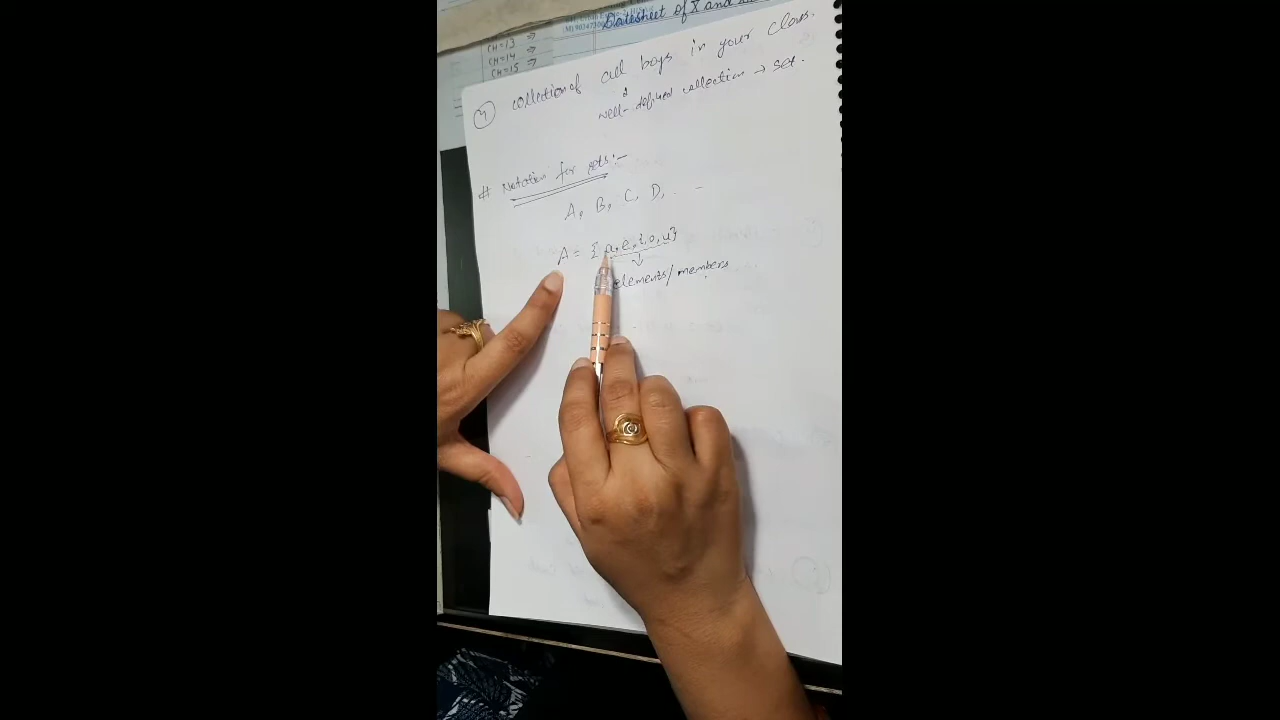 Datesheet of X and
CH=13 ⇒
CH=14 ⇒
CH=15 ⇒
7 collection of all boys in your class.
↓
well-defined collection → set.
# Notation for sets:-
A, B, C, D, . . -
A = {a, e, i, o, u}
↓
elements/members